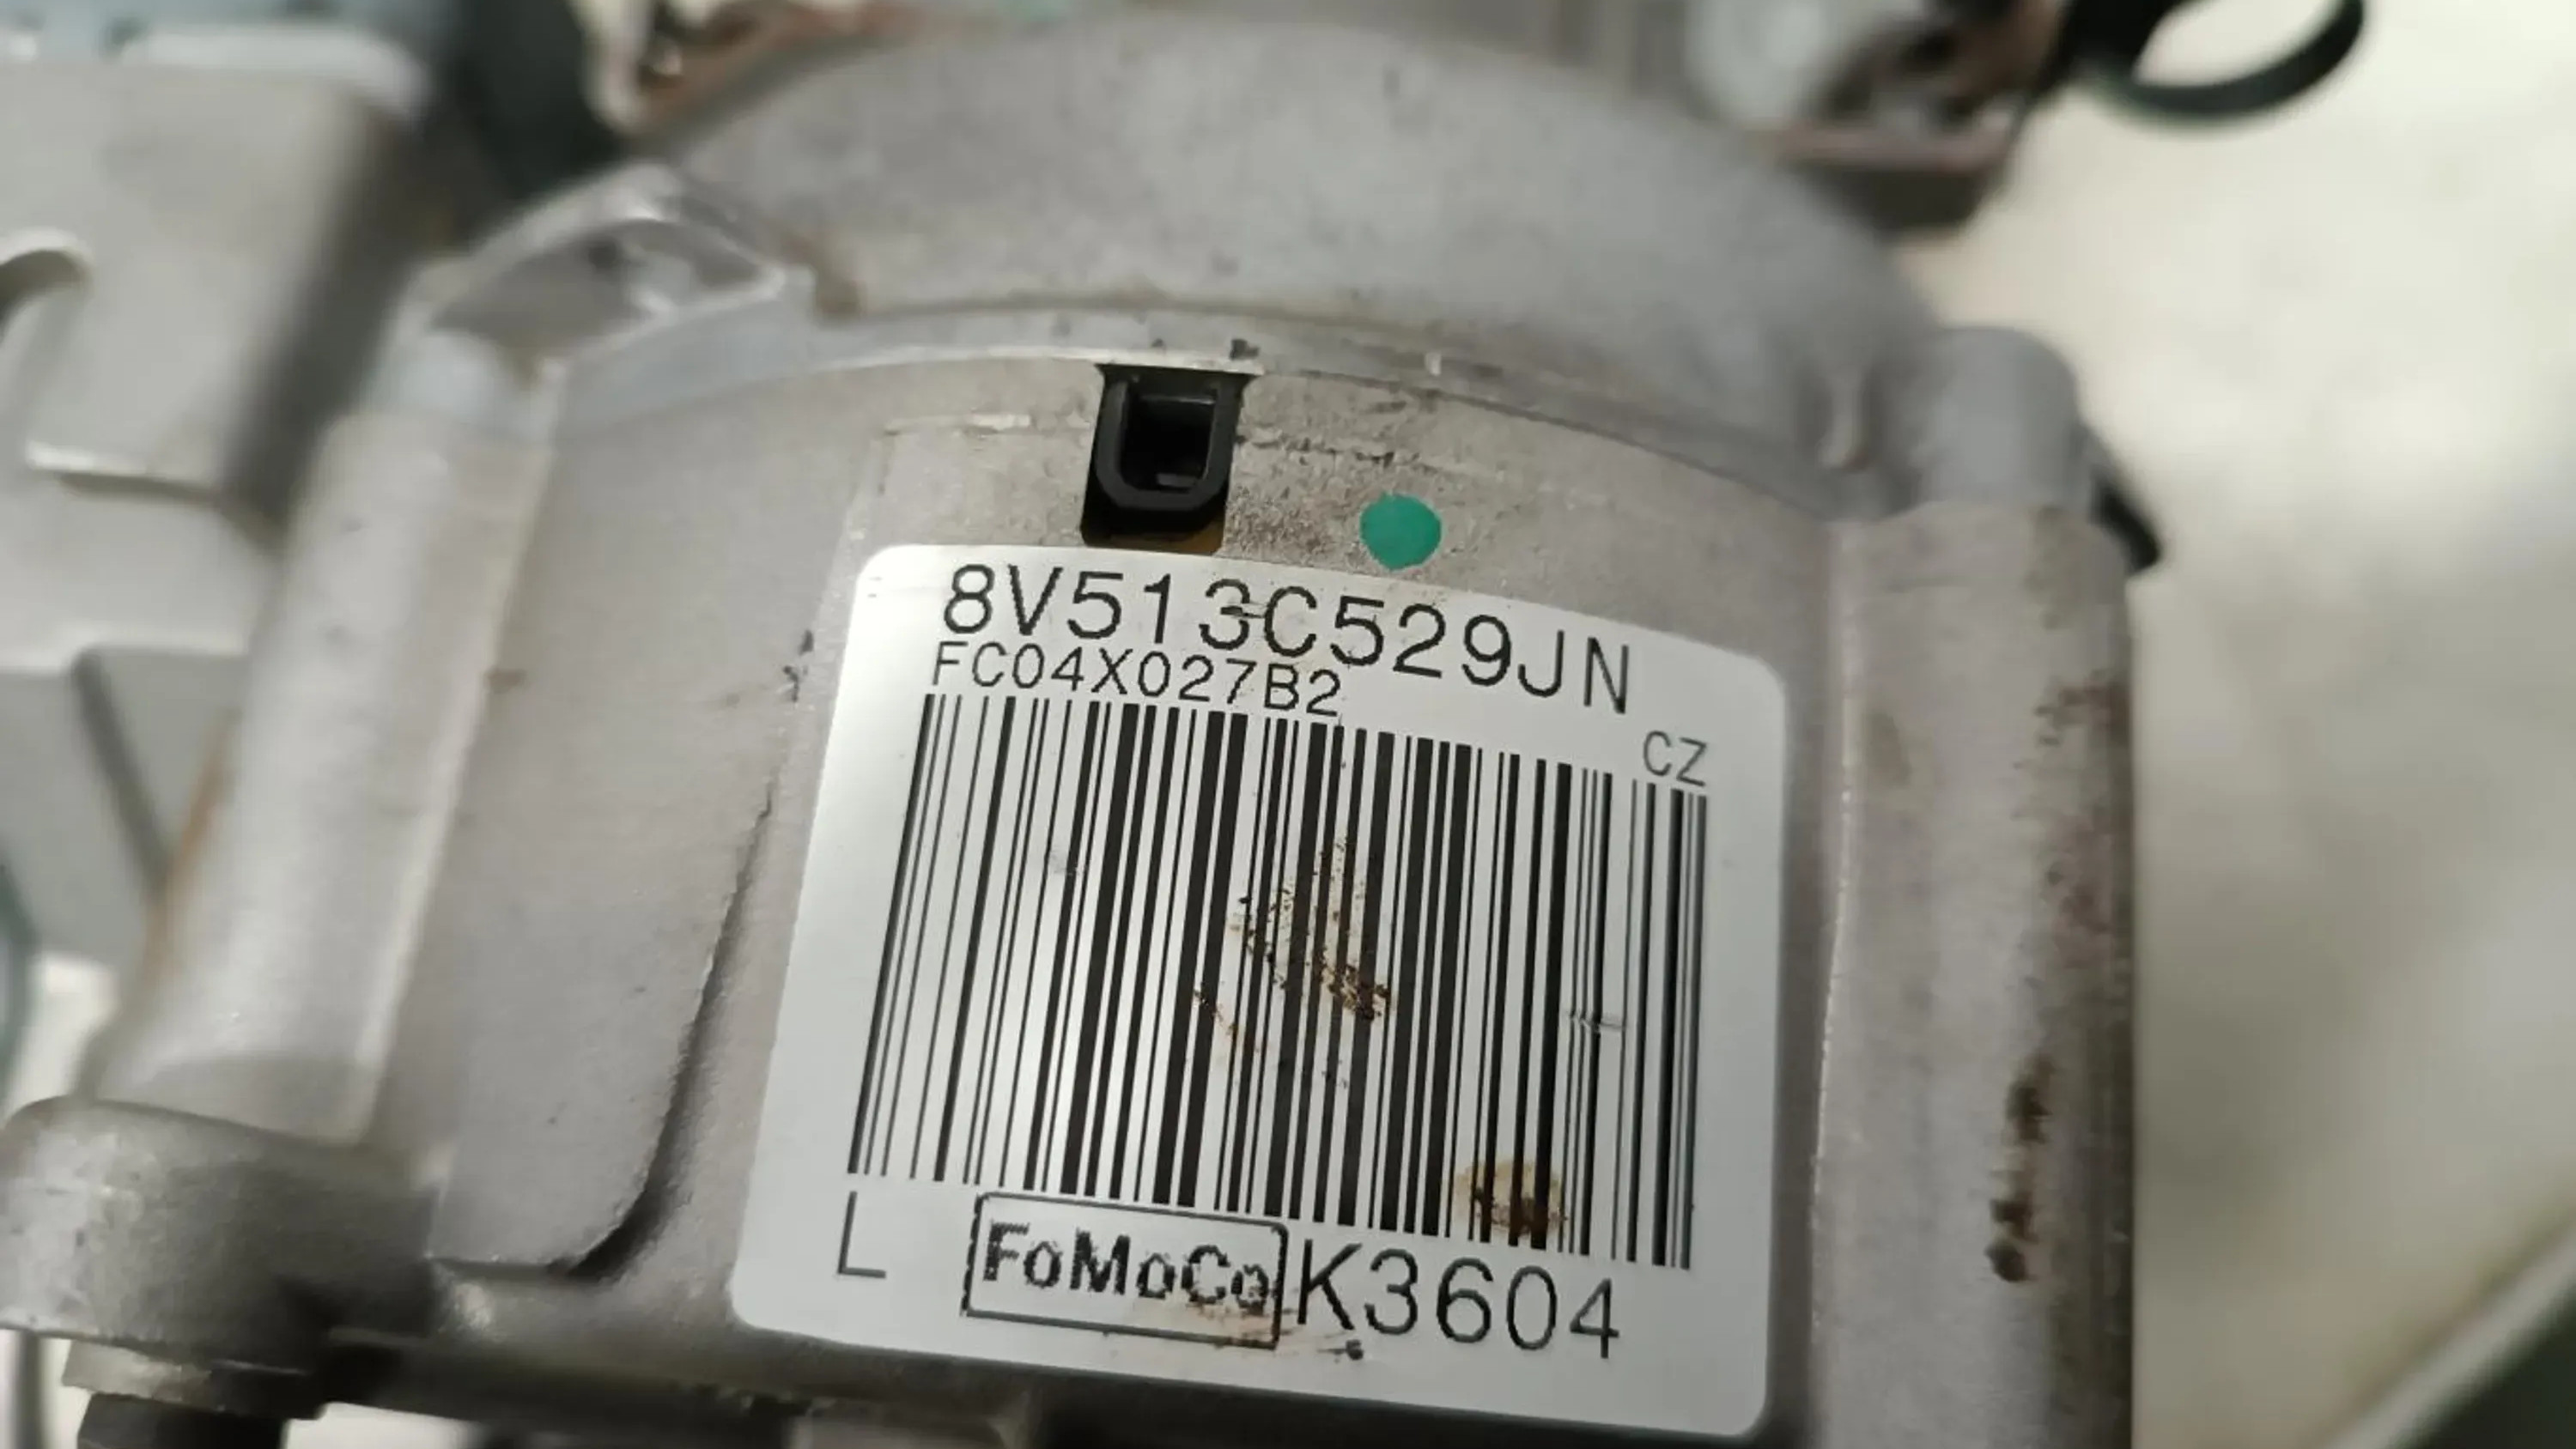 8V513C529JN
FC04X027B2
CZ
L FoMoCo K3604